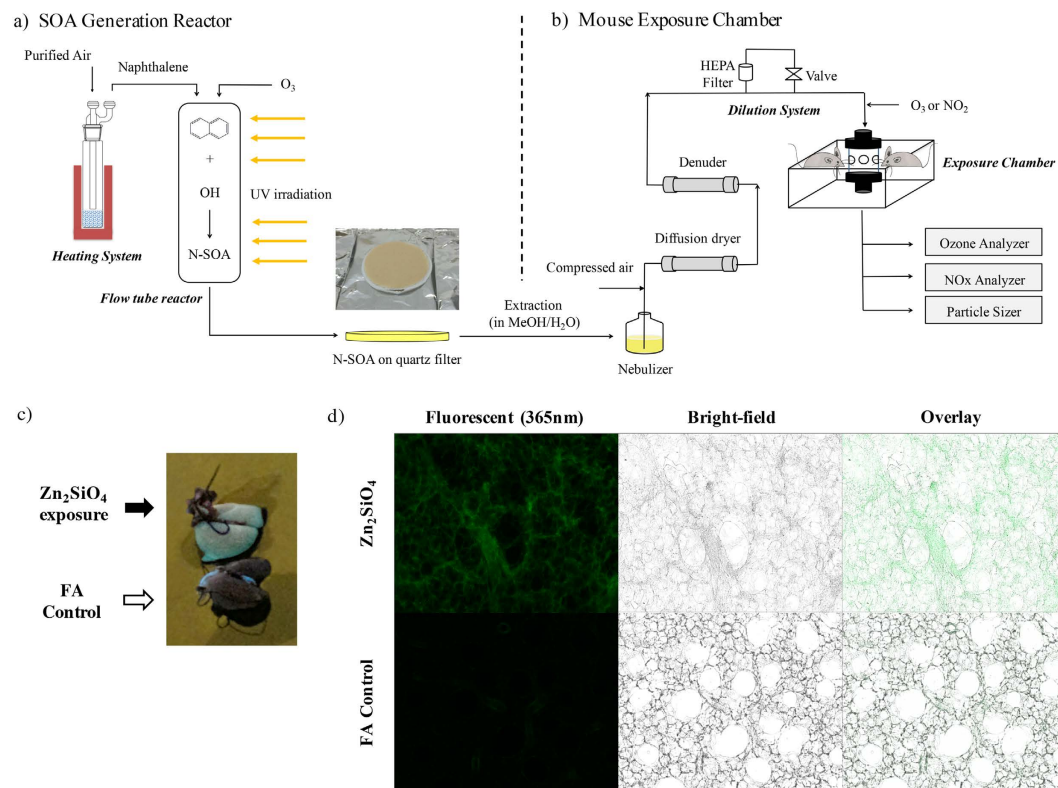 a) SOA Generation Reactor
Purified Air
Naphthalene
O₃
+
OH
N-SOA
UV irradiation
Heating System
Flow tube reactor
N-SOA on quartz filter
Extraction
(in MeOH/H₂O)
b) Mouse Exposure Chamber
HEPA
Filter
Valve
Dilution System
O₃ or NO₂
Exposure Chamber
Denuder
Diffusion dryer
Compressed air
Nebulizer
Ozone Analyzer
NOx Analyzer
Particle Sizer
c)
Zn₂SiO₄
exposure
FA
Control
d)
Fluorescent (365nm)
Bright-field
Overlay
Zn₂SiO₄
FA Control